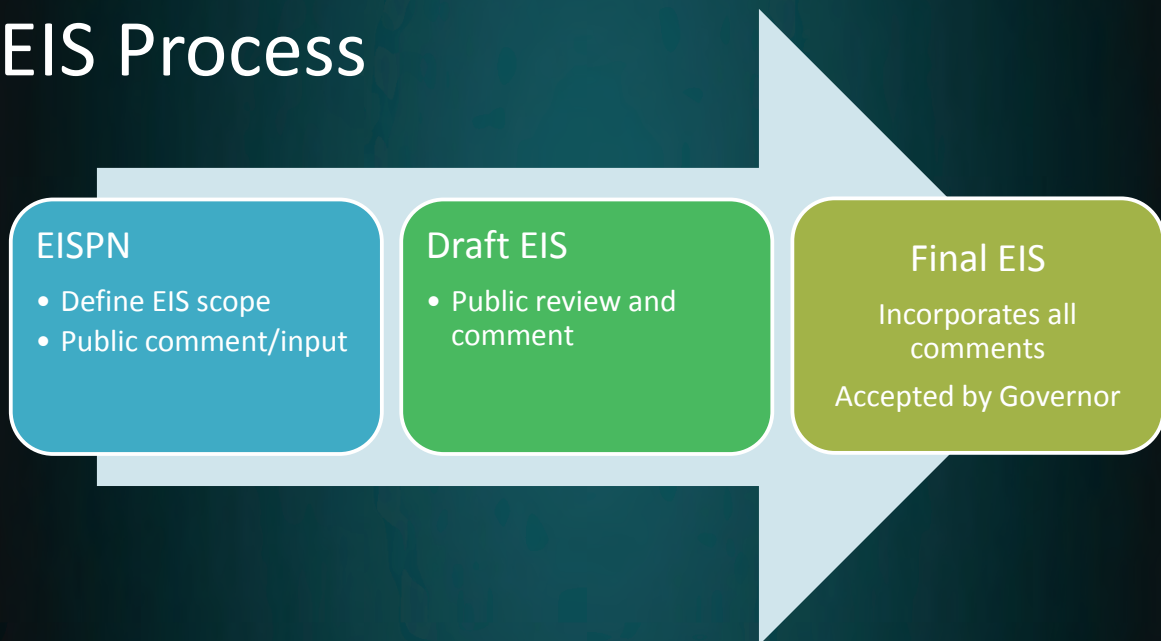 EIS Process
EISPN
• Define EIS scope
• Public comment/input
Draft EIS
• Public review and
comment
Final EIS
Incorporates all
comments
Accepted by Governor